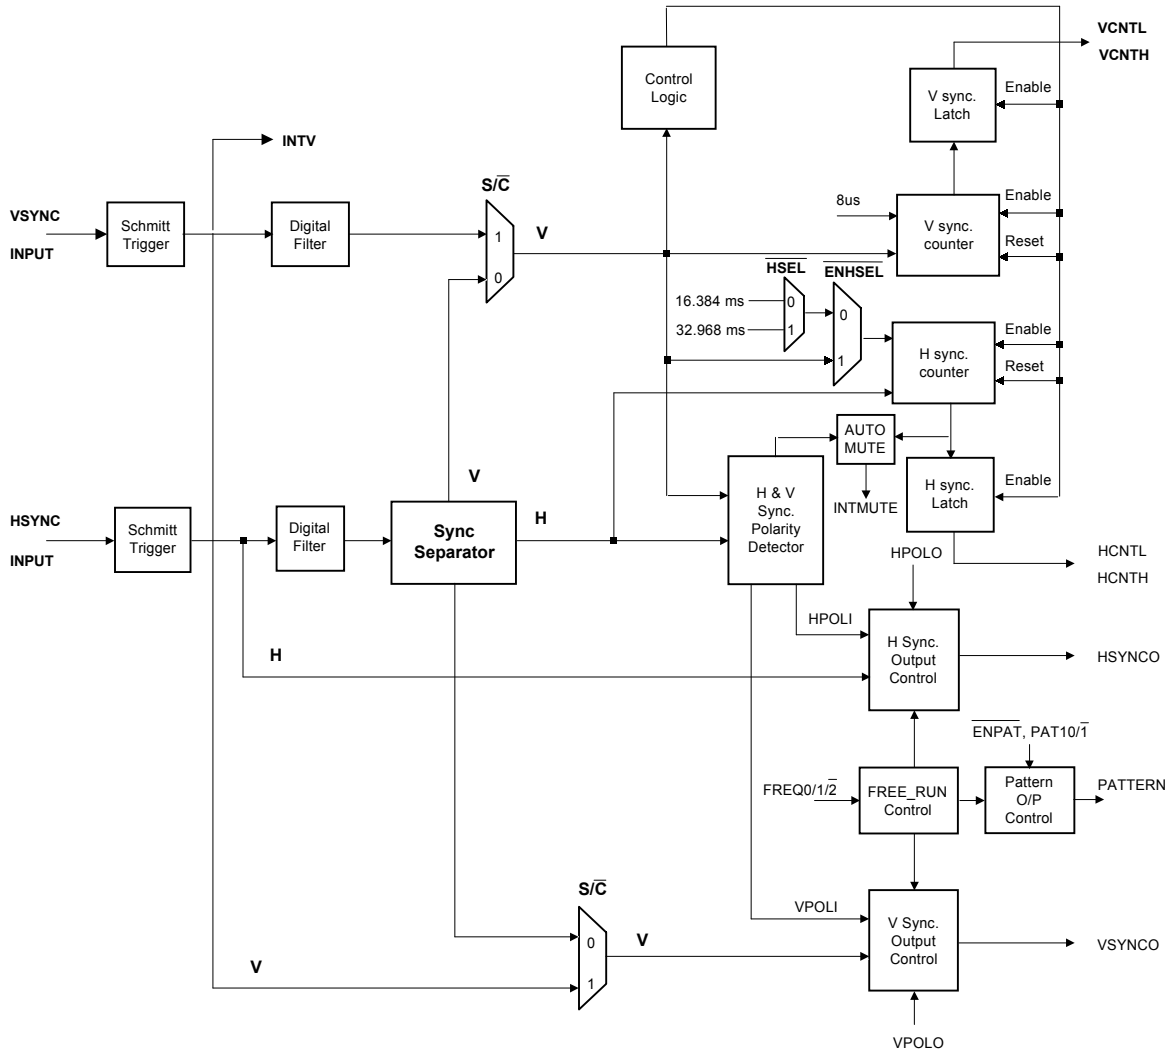 VCNTL
VCNTH
Control
Logic
V sync.
Latch
Enable
INTV
S/C̅
VSYNC
INPUT
Schmitt
Trigger
Digital
Filter
1
0
V
8us
V sync.
counter
Enable
Reset
H̅S̅E̅L̅
E̅N̅H̅S̅E̅L̅
16.384 ms
32.968 ms
0
1
0
1
H sync.
counter
Enable
Reset
AUTO
MUTE
INTMUTE
V
H & V
Sync.
Polarity
Detector
H sync.
Latch
Enable
HSYNC
INPUT
Schmitt
Trigger
Digital
Filter
Sync
Separator
H
HPOLO
HCNTL
HCNTH
HPOLI
H
H Sync.
Output
Control
HSYNCO
E̅N̅P̅A̅T̅, PAT10/1̅
FREQ0/1/2̅
FREE_RUN
Control
Pattern
O/P
Control
PATTERN
S/C̅
0
1
V
VPOLI
V Sync.
Output
Control
VSYNCO
V
VPOLO